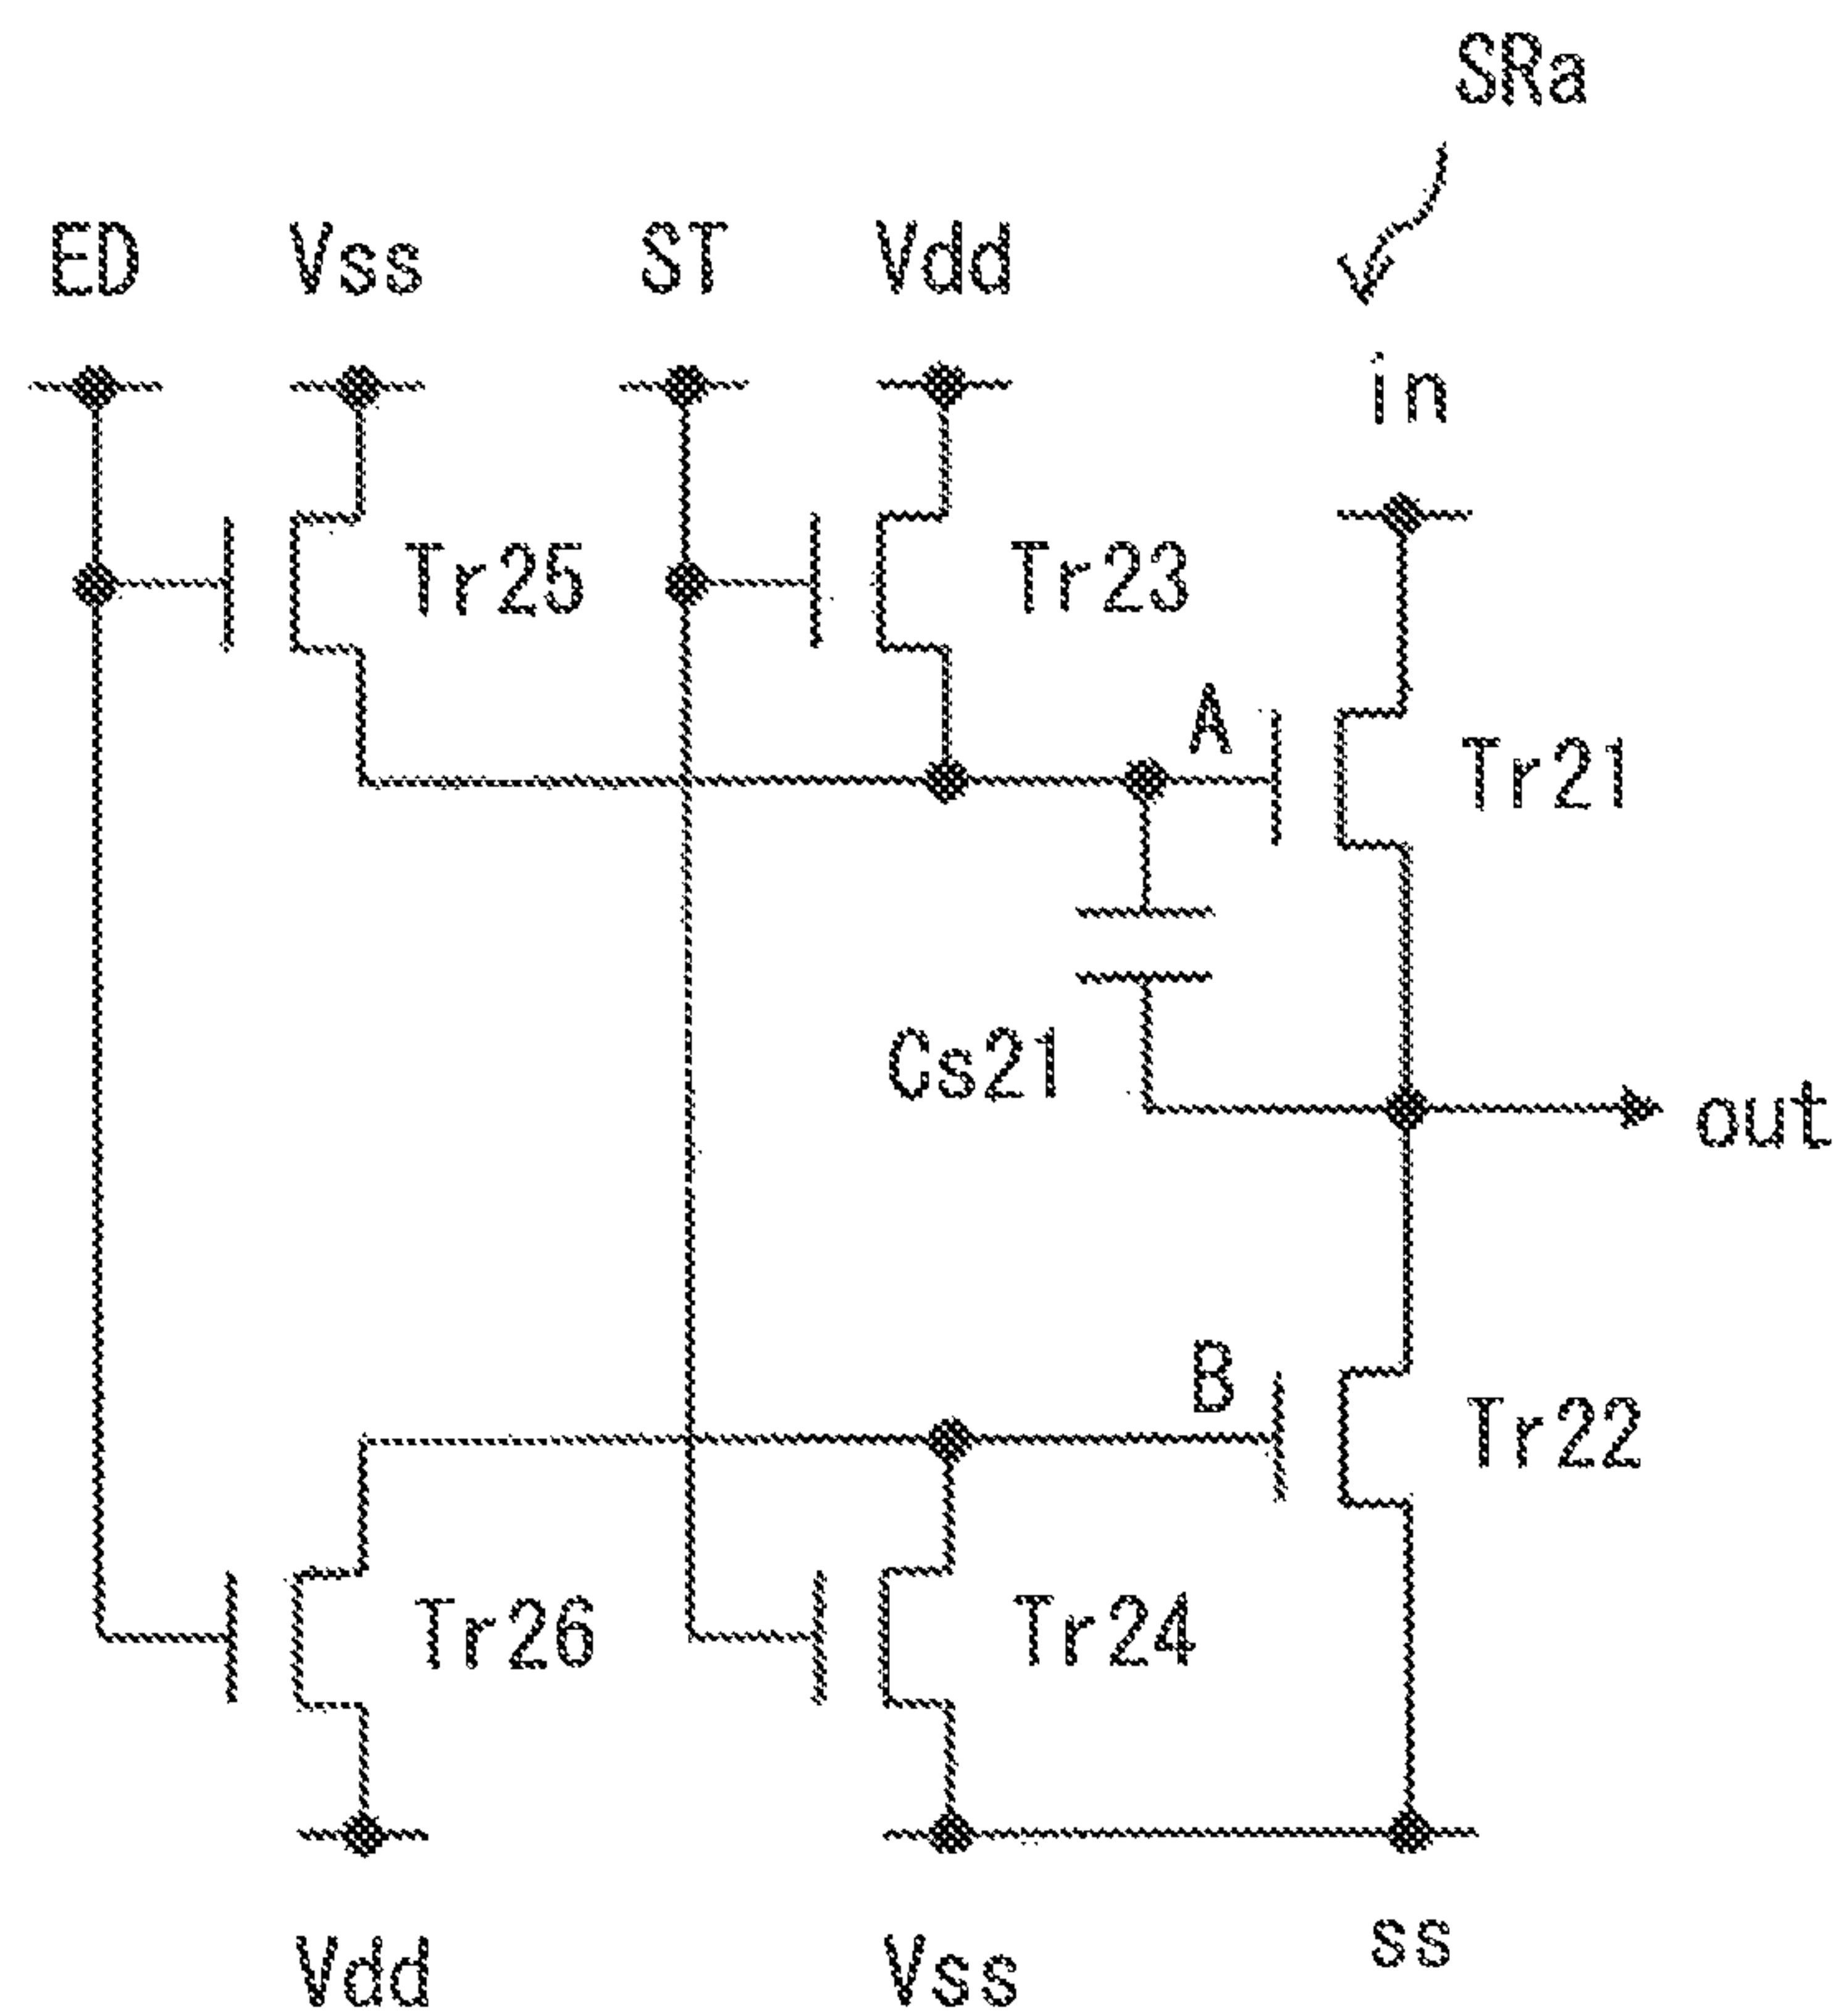 SRa
ED Vss ST Vdd
in
Tr25 Tr23
A
Tr21
Cs21
out
B
Tr22
Tr26 Tr24
Vdd Vss ss